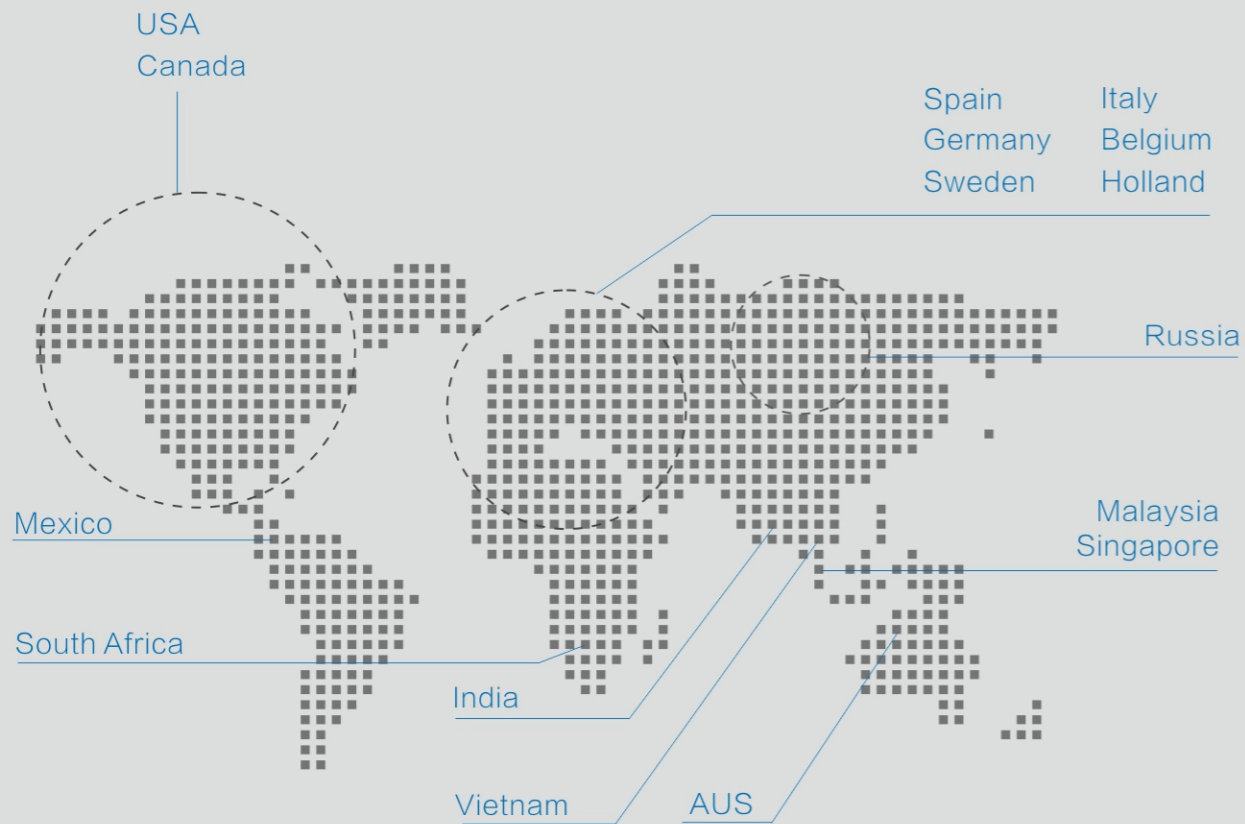 USA
Canada
Spain Italy
Germany Belgium
Sweden Holland
Russia
Mexico
Malaysia
Singapore
South Africa
India
Vietnam
AUS